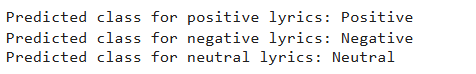 Predicted class for positive lyrics: Positive
Predicted class for negative lyrics: Negative
Predicted class for neutral lyrics: Neutral